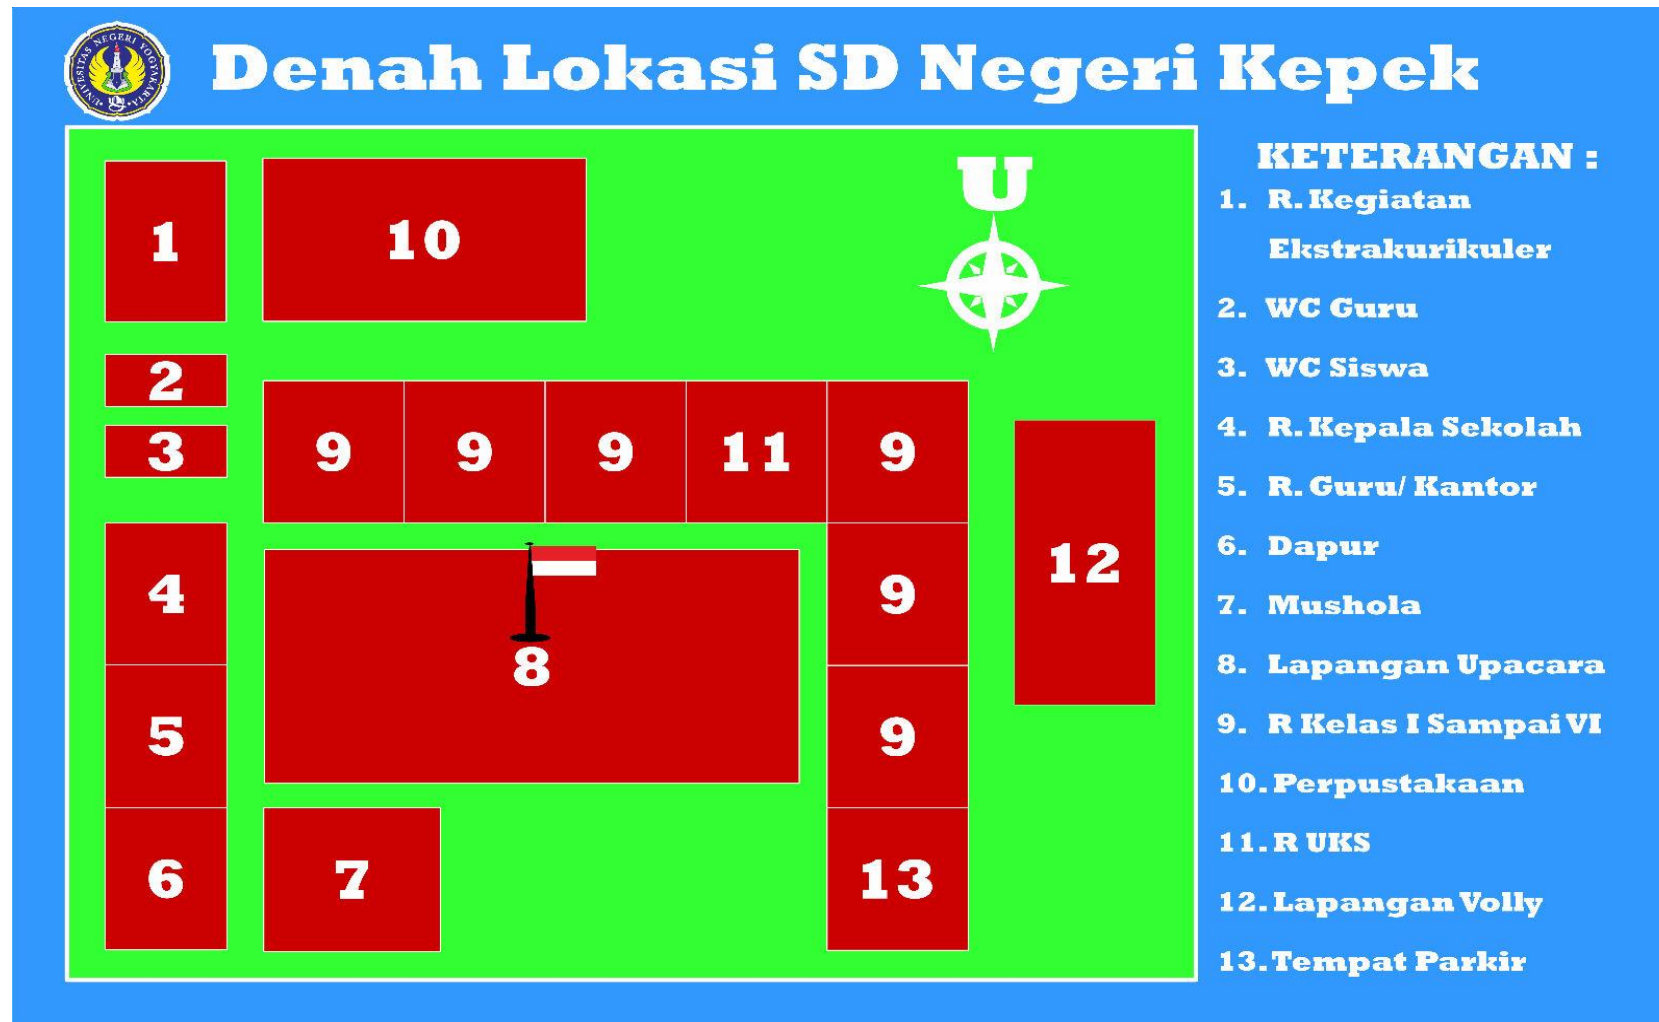 UNIVERSITAS NEGERI YOGYAKARTA
Denah Lokasi SD Negeri Kepek
U
1
10
2
3
9 9 9 11 9
12
4
8
9
5
9
6
7
13
KETERANGAN :
1. R. Kegiatan
Ekstrakurikuler
2. WC Guru
3. WC Siswa
4. R. Kepala Sekolah
5. R. Guru/ Kantor
6. Dapur
7. Mushola
8. Lapangan Upacara
9. R Kelas I Sampai VI
10. Perpustakaan
11. R UKS
12. Lapangan Volly
13. Tempat Parkir